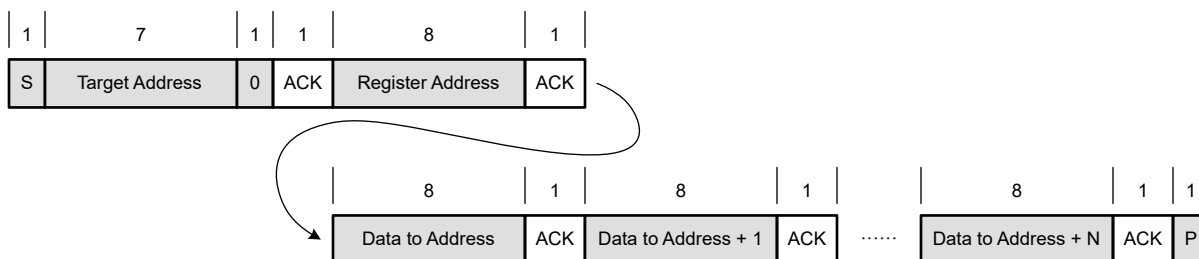 1 7 1 1 8 1
S Target Address 0 ACK Register Address ACK
8 1 8 1 8 1 1
Data to Address ACK Data to Address + 1 ACK ...... Data to Address + N ACK P